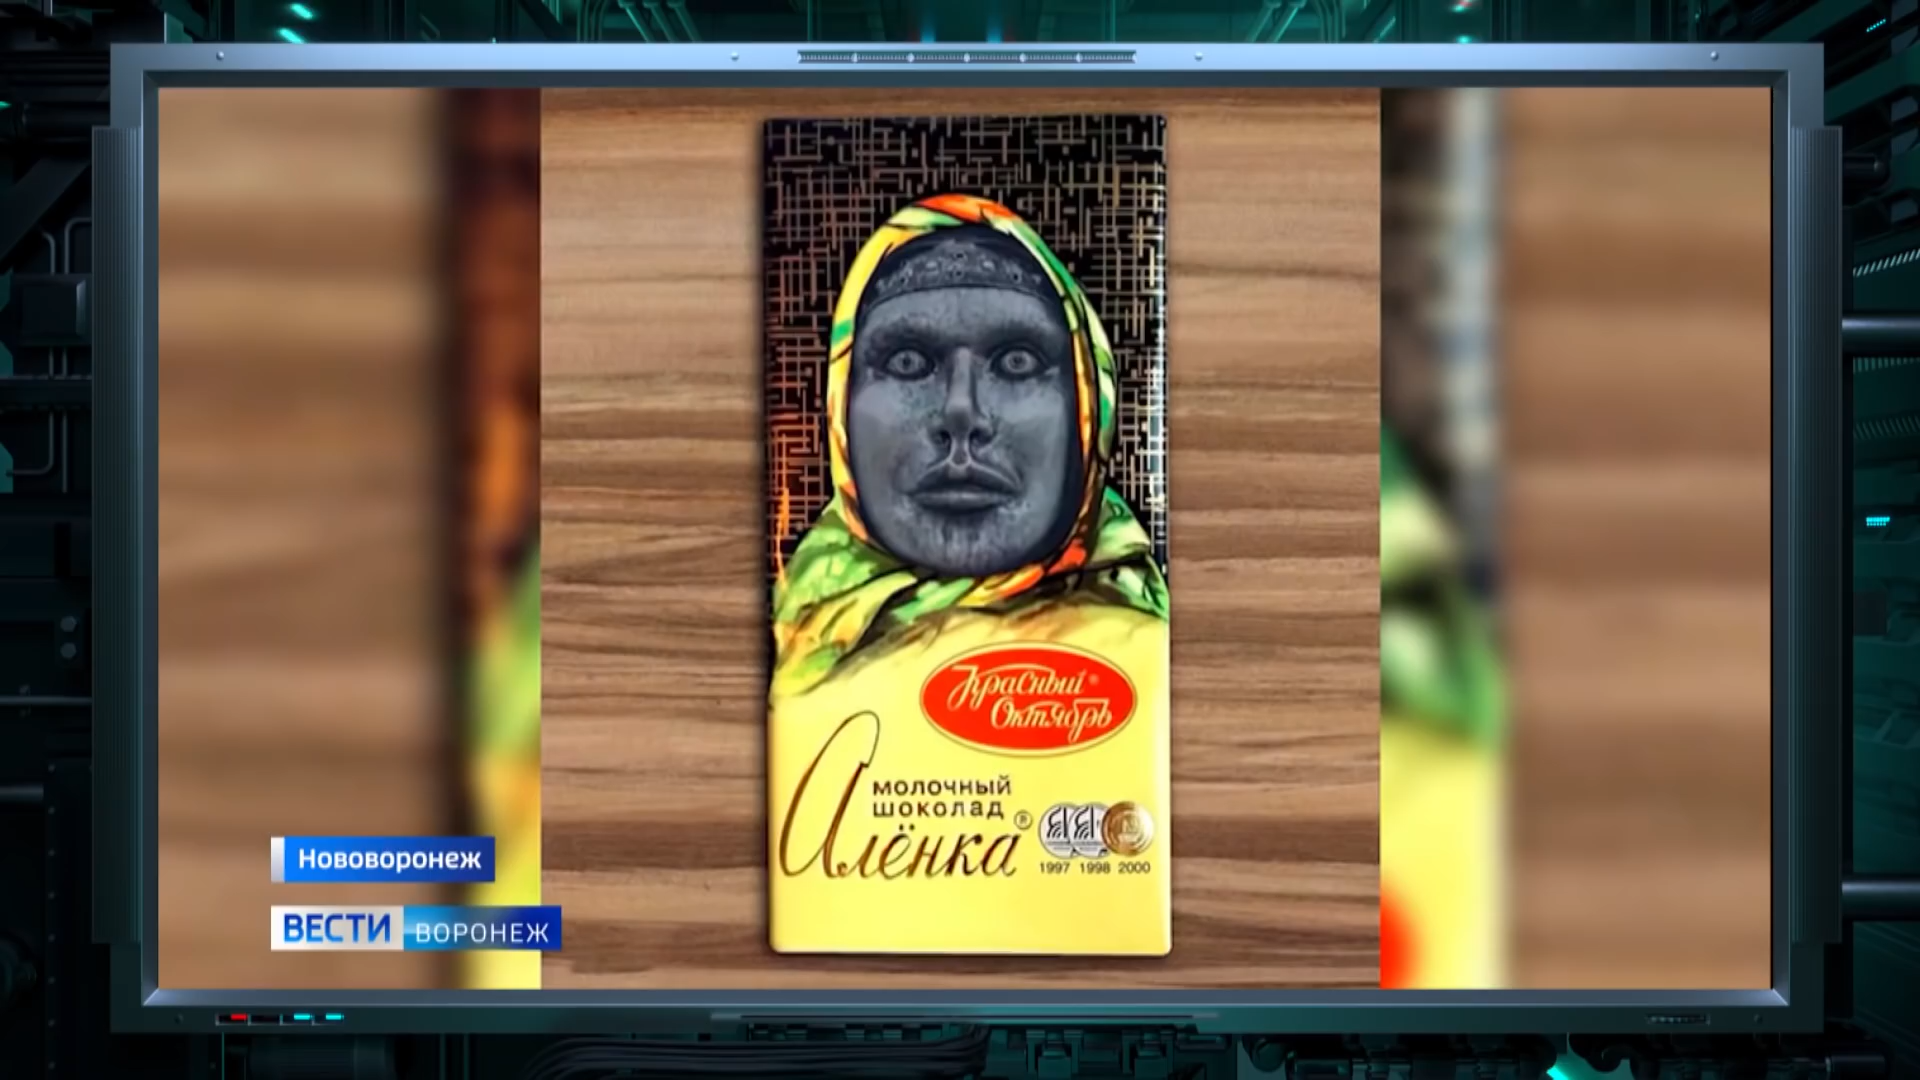 Красный®
Октябрь
молочный
шоколад
Алёнка®
1997 1998 2000
Нововоронеж
ВЕСТИ ВОРОНЕЖ